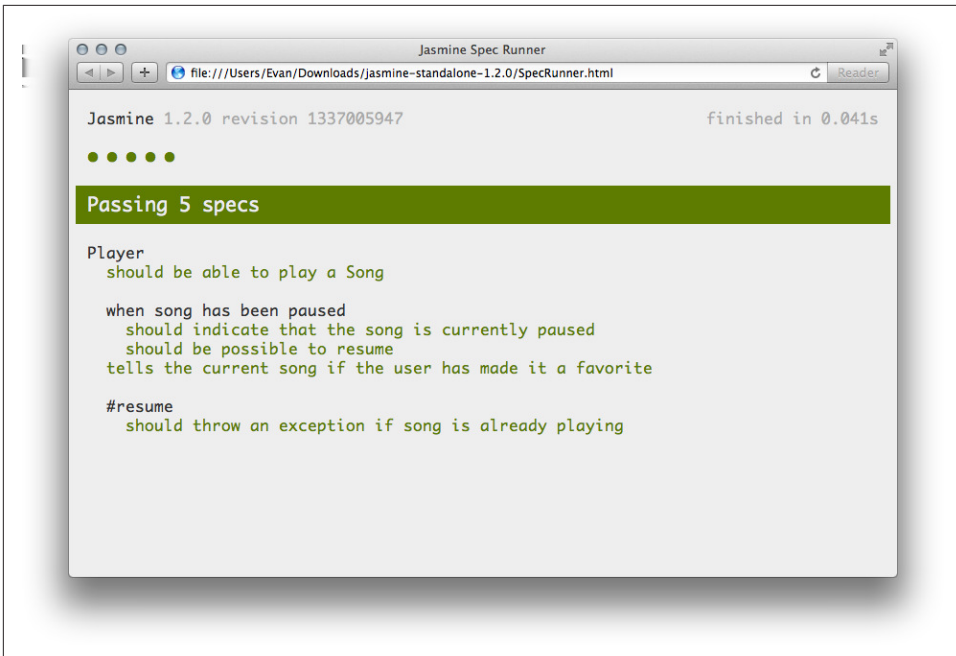 Jasmine Spec Runner
file:///Users/Evan/Downloads/jasmine-standalone-1.2.0/SpecRunner.html
Reader
Jasmine 1.2.0 revision 1337005947
finished in 0.041s
Passing 5 specs
Player
should be able to play a Song
when song has been paused
should indicate that the song is currently paused
should be possible to resume
tells the current song if the user has made it a favorite
#resume
should throw an exception if song is already playing